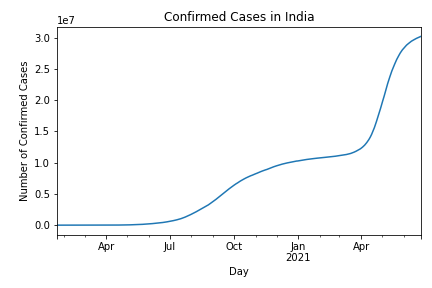 Confirmed Cases in India
1e7
3.0
2.5
2.0
1.5
1.0
0.5
0.0
Number of Confirmed Cases
Apr Jul Oct Jan Apr
2021
Day